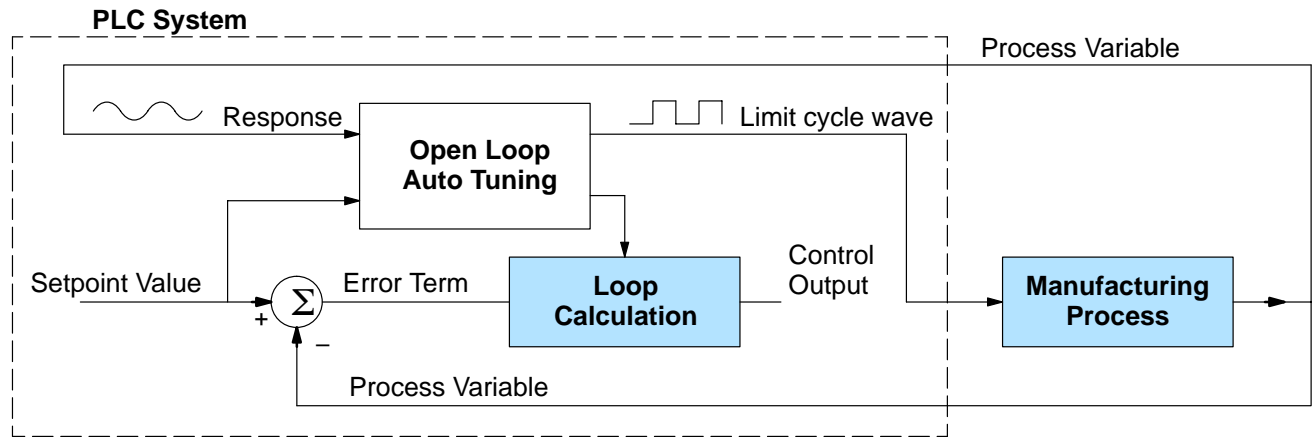 PLC System
Process Variable
Response
Limit cycle wave
Open Loop
Auto Tuning
Setpoint Value
+
Σ
−
Error Term
Loop
Calculation
Control
Output
Manufacturing
Process
Process Variable